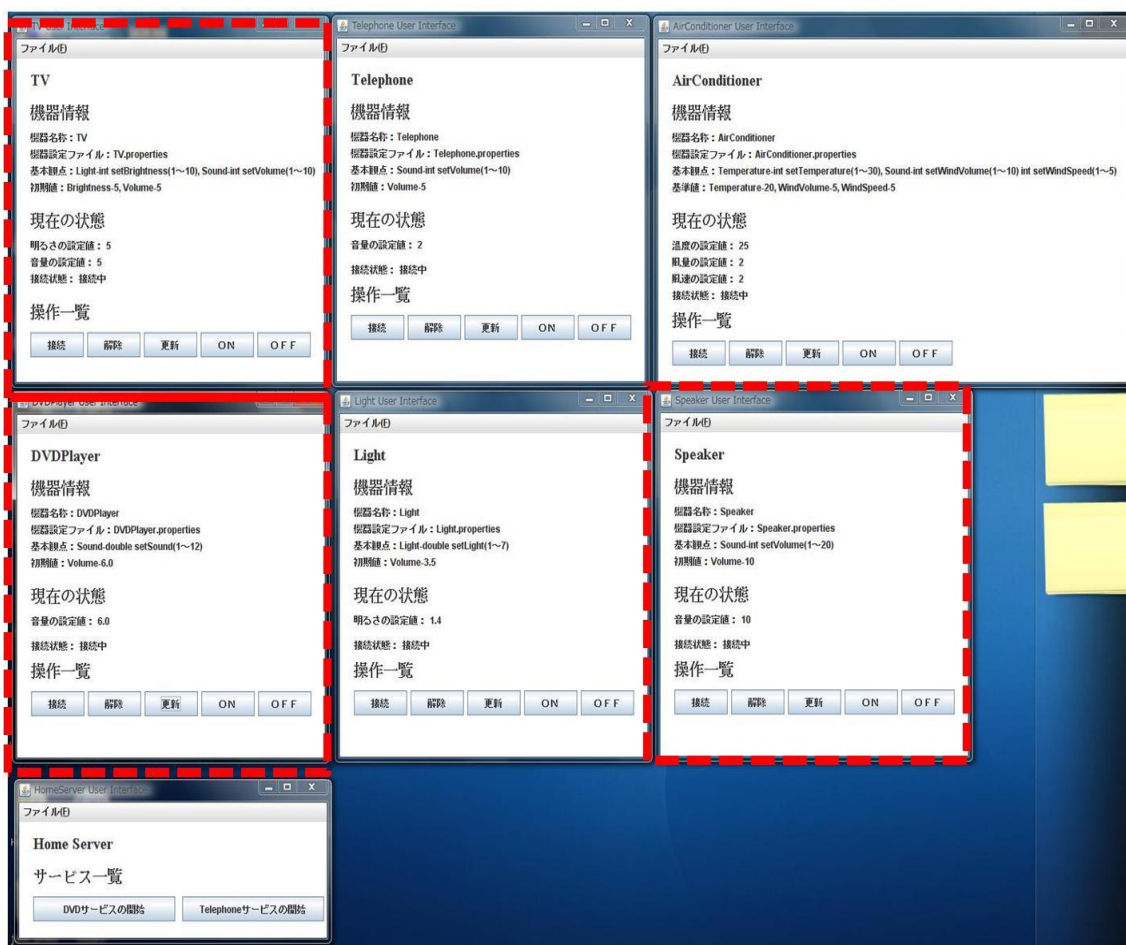 TV User Interface
ファイル(F)
TV
機器情報
機器名称：TV
機器設定ファイル：TV.properties
基本観点：Light-int setBrightness(1～10), Sound-int setVolume(1～10)
初期値：Brightness-5, Volume-5
現在の状態
明るさの設定値： 5
音量の設定値： 5
接続状態： 接続中
操作一覧
接続 解除 更新 ON OFF
Telephone User Interface
ファイル(F)
Telephone
機器情報
機器名称：Telephone
機器設定ファイル：Telephone.properties
基本観点：Sound-int setVolume(1～10)
初期値：Volume-5
現在の状態
音量の設定値： 2
接続状態： 接続中
操作一覧
接続 解除 更新 ON OFF
AirConditioner User Interface
ファイル(F)
AirConditioner
機器情報
機器名称：AirConditioner
機器設定ファイル：AirConditioner.properties
基本観点：Temperature-int setTemperature(1～30), Sound-int setWindVolume(1～10) int setWindSpeed(1～5)
基準値：Temperature-20, WindVolume-5, WindSpeed-5
現在の状態
温度の設定値： 25
風量の設定値： 2
風速の設定値： 2
接続状態： 接続中
操作一覧
接続 解除 更新 ON OFF
DVDPlayer User Interface
ファイル(F)
DVDPlayer
機器情報
機器名称：DVDPlayer
機器設定ファイル：DVDPlayer.properties
基本観点：Sound-double setSound(1～12)
初期値：Volume-6.0
現在の状態
音量の設定値： 6.0
接続状態： 接続中
操作一覧
接続 解除 更新 ON OFF
Light User Interface
ファイル(F)
Light
機器情報
機器名称：Light
機器設定ファイル：Light.properties
基本観点：Light-double setLight(1～7)
初期値：Volume-3.5
現在の状態
明るさの設定値： 1.4
接続状態： 接続中
操作一覧
接続 解除 更新 ON OFF
Speaker User Interface
ファイル(F)
Speaker
機器情報
機器名称：Speaker
機器設定ファイル：Speaker.properties
基本観点：Sound-int setVolume(1～20)
初期値：Volume-10
現在の状態
音量の設定値： 10
接続状態： 接続中
操作一覧
接続 解除 更新 ON OFF
HomeServer User Interface
ファイル(F)
Home Server
サービス一覧
DVDサービスの開始 Telephoneサービスの開始